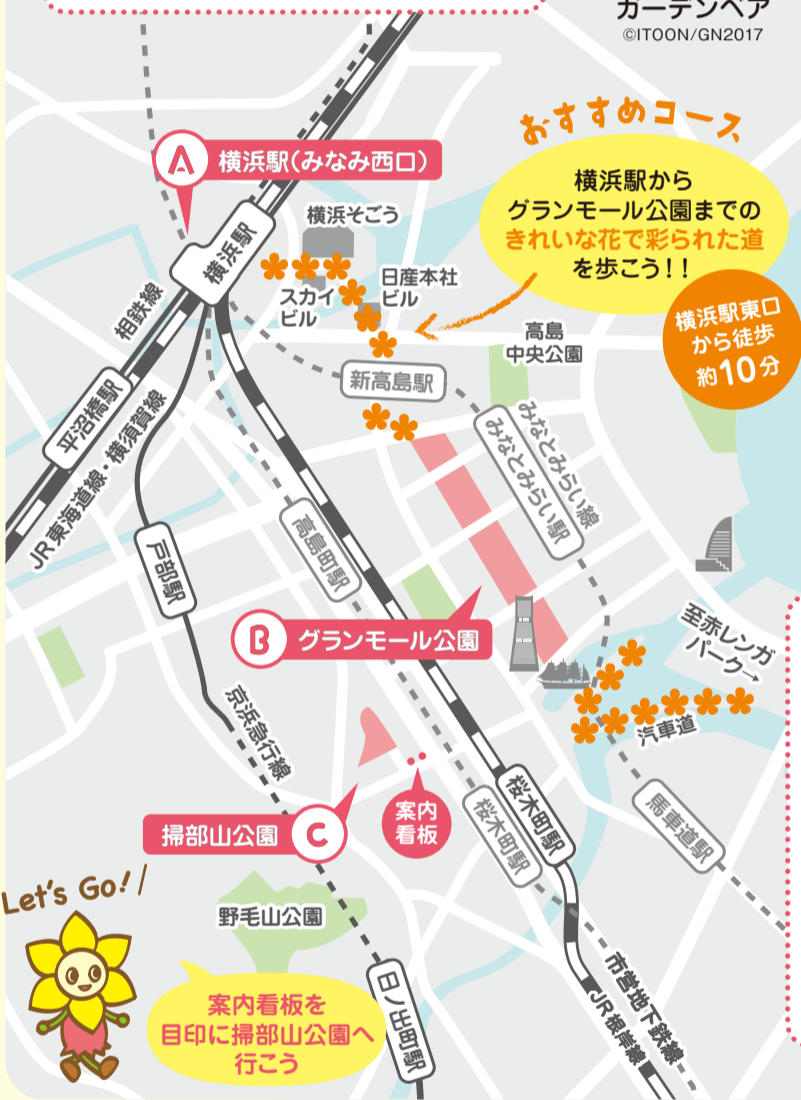 ガーデンベア
©ITOON/GN2017
おすすめコース
横浜駅から
グランモール公園までの
きれいな花で彩られた道
を歩こう!!
横浜駅東口
から徒歩
約10分
A 横浜駅(みなみ西口)
横浜駅
横浜そごう
スカイ
ビル
日産本社
ビル
高島
中央公園
相鉄線
新高島駅
平沼橋駅
JR東海道線・横須賀線
みなとみらい線
みなとみらい駅
戸部駅
高島町駅
B グランモール公園
至赤レンガ
パーク→
汽車道
京浜急行線
桜木町駅
桜木町駅
馬車道駅
案内
看板
掃部山公園 C
Let's Go!
野毛山公園
案内看板を
目印に掃部山公園へ
行こう
日ノ出町駅
市営地下鉄線
JR根岸線